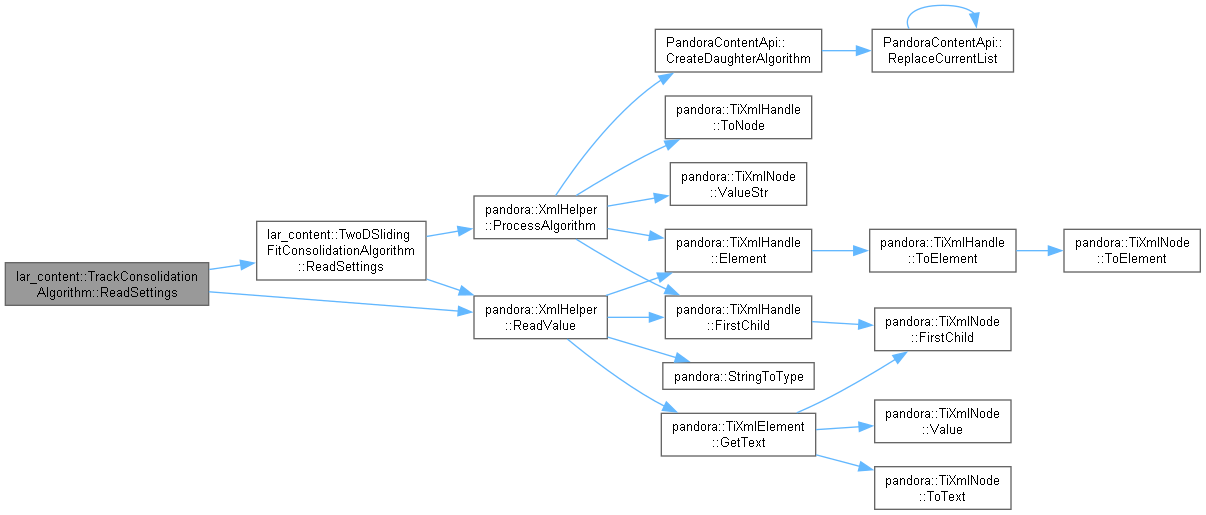 lar_content::TrackConsolidation
Algorithm::ReadSettings
lar_content::TwoDSliding
FitConsolidationAlgorithm
::ReadSettings
pandora::XmlHelper
::ProcessAlgorithm
pandora::XmlHelper
::ReadValue
PandoraContentApi::
CreateDaughterAlgorithm
pandora::TiXmlHandle
::ToNode
pandora::TiXmlNode
::ValueStr
pandora::TiXmlHandle
::Element
pandora::TiXmlHandle
::FirstChild
pandora::StringToType
pandora::TiXmlElement
::GetText
PandoraContentApi::
ReplaceCurrentList
pandora::TiXmlHandle
::ToElement
pandora::TiXmlNode
::FirstChild
pandora::TiXmlNode
::Value
pandora::TiXmlNode
::ToText
pandora::TiXmlNode
::ToElement